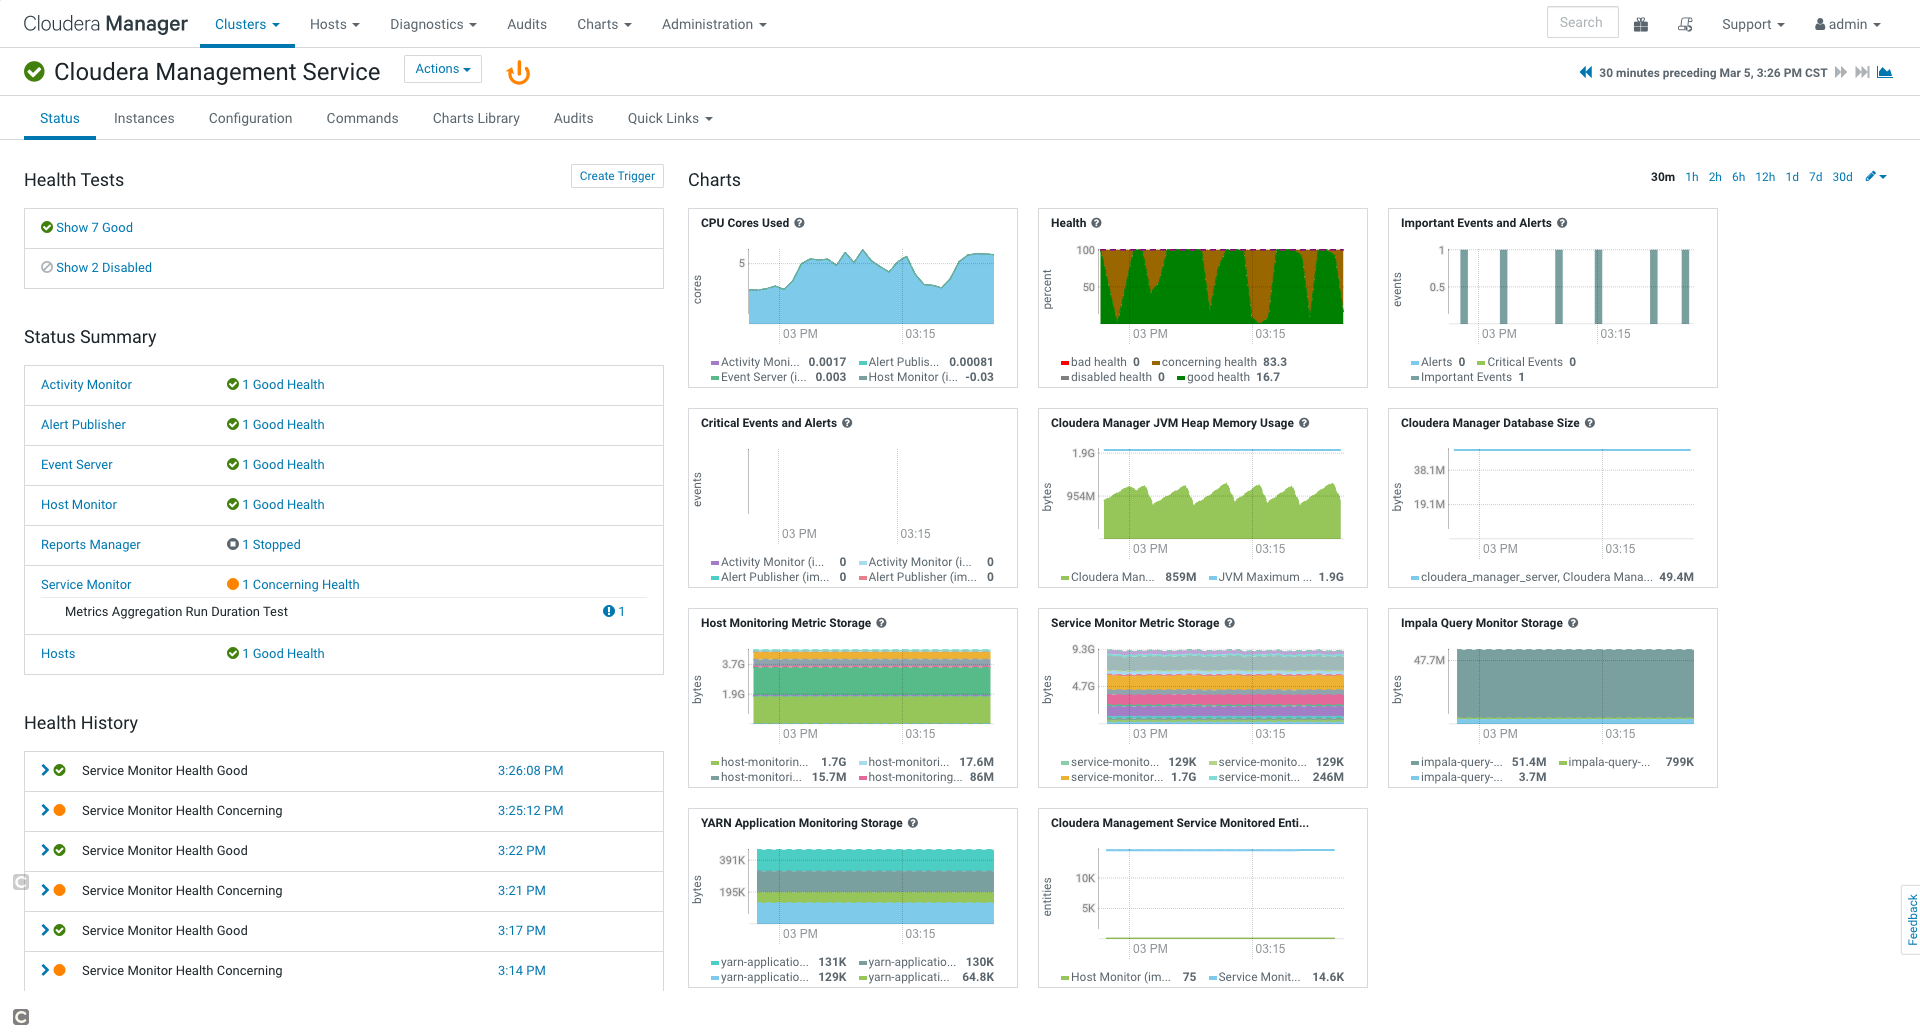 Cloudera Manager Clusters Hosts Diagnostics Audits Charts Administration Search Support admin
Cloudera Management Service Actions 30 minutes preceding Mar 5, 3:26 PM CST
Status Instances Configuration Commands Charts Library Audits Quick Links
Health Tests Create Trigger
Show 7 Good
Show 2 Disabled
Status Summary
Activity Monitor 1 Good Health
Alert Publisher 1 Good Health
Event Server 1 Good Health
Host Monitor 1 Good Health
Reports Manager 1 Stopped
Service Monitor 1 Concerning Health
Metrics Aggregation Run Duration Test 1
Hosts 1 Good Health
Health History
Service Monitor Health Good 3:26:08 PM
Service Monitor Health Concerning 3:25:12 PM
Service Monitor Health Good 3:22 PM
Service Monitor Health Concerning 3:21 PM
Service Monitor Health Good 3:17 PM
Service Monitor Health Concerning 3:14 PM
Charts 30m 1h 2h 6h 12h 1d 7d 30d
CPU Cores Used
cores
5
03 PM 03:15
Activity Moni... 0.0017 Alert Publis... 0.00081
Event Server (i... 0.003 Host Monitor (i... -0.03
Health
percent
100
50
03 PM 03:15
bad health 0 concerning health 83.3
disabled health 0 good health 16.7
Important Events and Alerts
events
1
0.5
03 PM 03:15
Alerts 0 Critical Events 0
Important Events 1
Critical Events and Alerts
events
03 PM 03:15
Activity Monitor (i... 0 Activity Monitor (i... 0
Alert Publisher (im... 0 Alert Publisher (im... 0
Cloudera Manager JVM Heap Memory Usage
bytes
1.9G
954M
03 PM 03:15
Cloudera Man... 859M JVM Maximum ... 1.9G
Cloudera Manager Database Size
bytes
38.1M
19.1M
03 PM 03:15
cloudera_manager_server, Cloudera Mana... 49.4M
Host Monitoring Metric Storage
bytes
3.7G
1.9G
03 PM 03:15
host-monitorin... 1.7G host-monitori... 17.6M
host-monitori... 15.7M host-monitoring... 86M
Service Monitor Metric Storage
bytes
9.3G
4.7G
03 PM 03:15
service-monito... 129K service-monito... 129K
service-monitor... 1.7G service-monit... 246M
Impala Query Monitor Storage
bytes
47.7M
03 PM 03:15
impala-query-... 51.4M impala-query-... 799K
impala-query-... 3.7M
YARN Application Monitoring Storage
bytes
391K
195K
03 PM 03:15
yarn-applicatio... 131K yarn-applicatio... 130K
yarn-applicatio... 129K yarn-applicati... 64.8K
Cloudera Management Service Monitored Enti...
entities
10K
5K
03 PM 03:15
Host Monitor (im... 75 Service Monit... 14.6K
Feedback